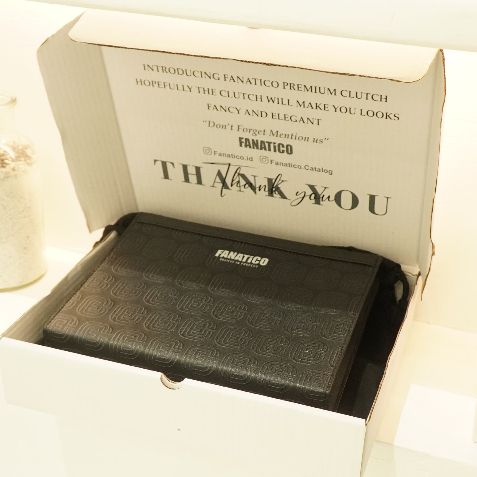 INTRODUCING FANATICO PREMIUM CLUTCH
HOPEFULLY THE CLUTCH WILL MAKE YOU LOOKS
FANCY AND ELEGANT
"Don't Forget Mention us"
FANATiCO
Fanatico.id Fanatico.Catalog
THANK YOU
Thank you
FANATiCO